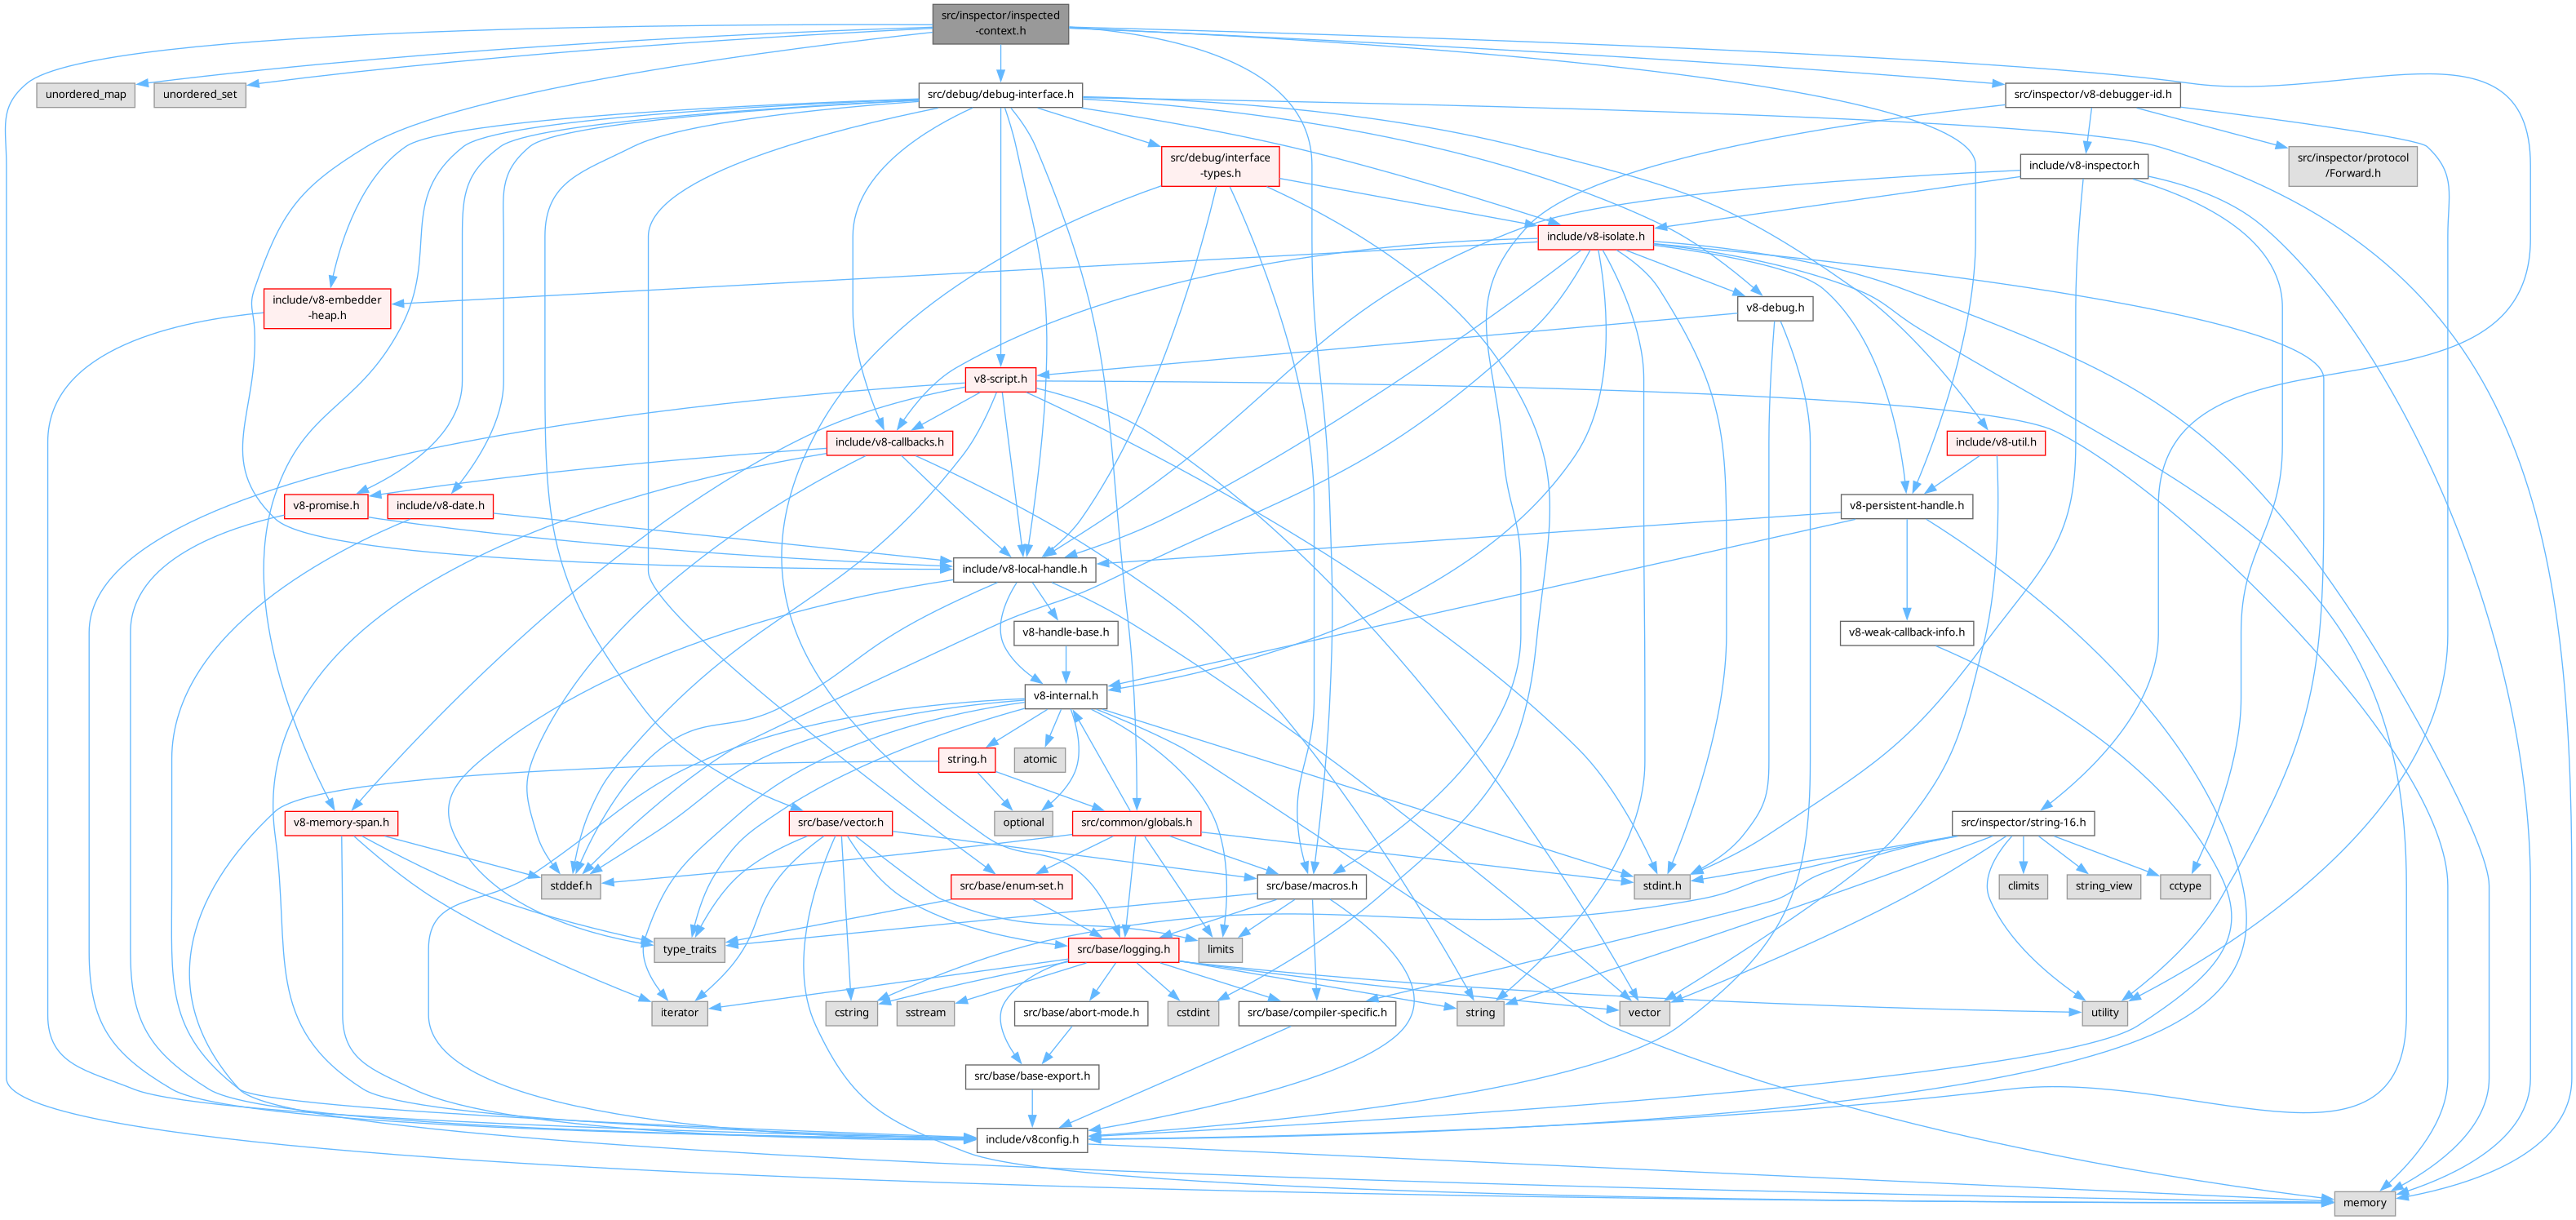 src/inspector/inspected
-context.h
unordered_map
unordered_set
src/debug/debug-interface.h
src/inspector/v8-debugger-id.h
src/debug/interface
-types.h
include/v8-inspector.h
src/inspector/protocol
/Forward.h
include/v8-isolate.h
include/v8-embedder
-heap.h
v8-debug.h
v8-script.h
include/v8-callbacks.h
include/v8-util.h
v8-promise.h
include/v8-date.h
v8-persistent-handle.h
include/v8-local-handle.h
v8-handle-base.h
v8-weak-callback-info.h
v8-internal.h
string.h
atomic
v8-memory-span.h
src/base/vector.h
optional
src/common/globals.h
src/inspector/string-16.h
stddef.h
src/base/enum-set.h
src/base/macros.h
stdint.h
climits
string_view
cctype
type_traits
src/base/logging.h
limits
iterator
cstring
sstream
src/base/abort-mode.h
cstdint
src/base/compiler-specific.h
string
vector
utility
src/base/base-export.h
include/v8config.h
memory